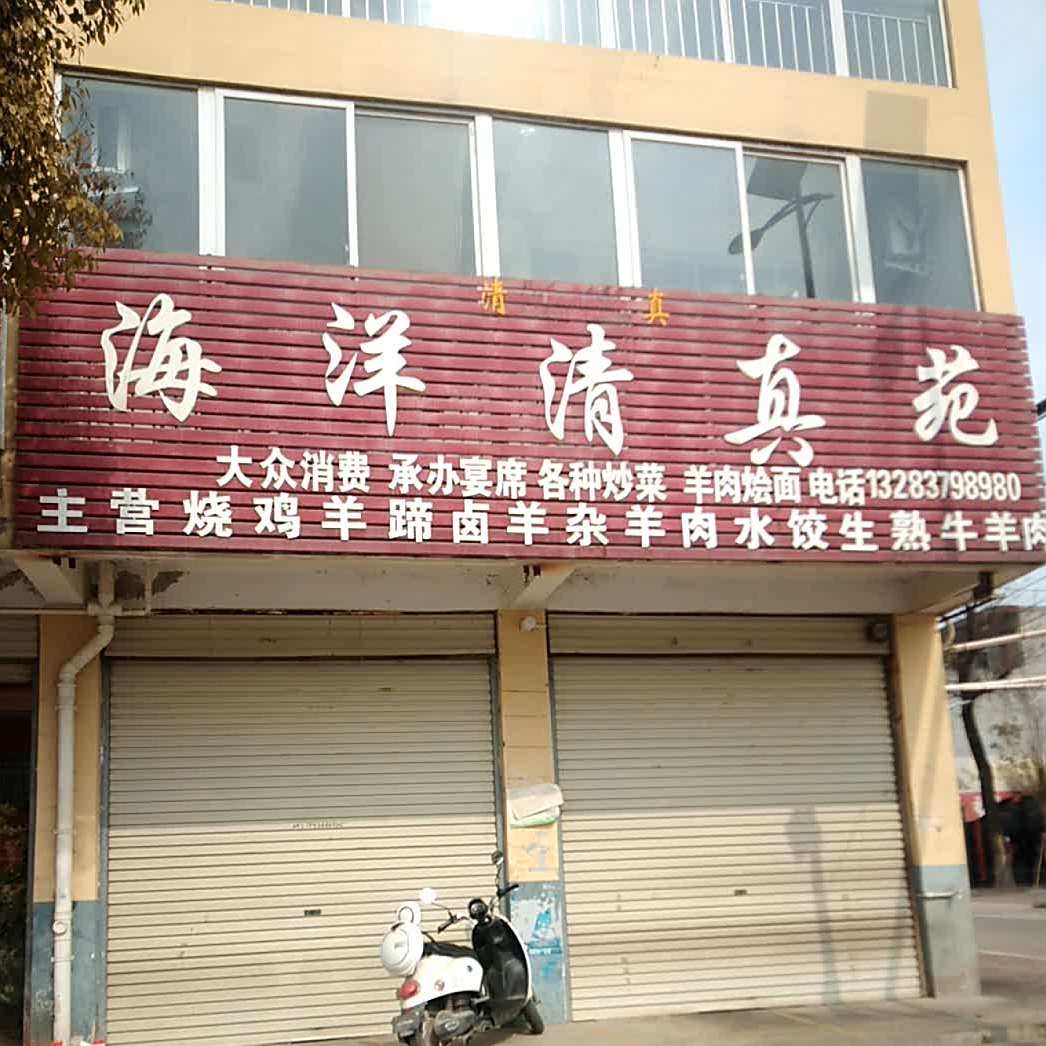 清真
海洋清真苑
大众消费 承办宴席 各种炒菜 羊肉烩面 电话13283798980
主营烧鸡羊蹄卤羊杂羊肉水饺生熟牛羊肉